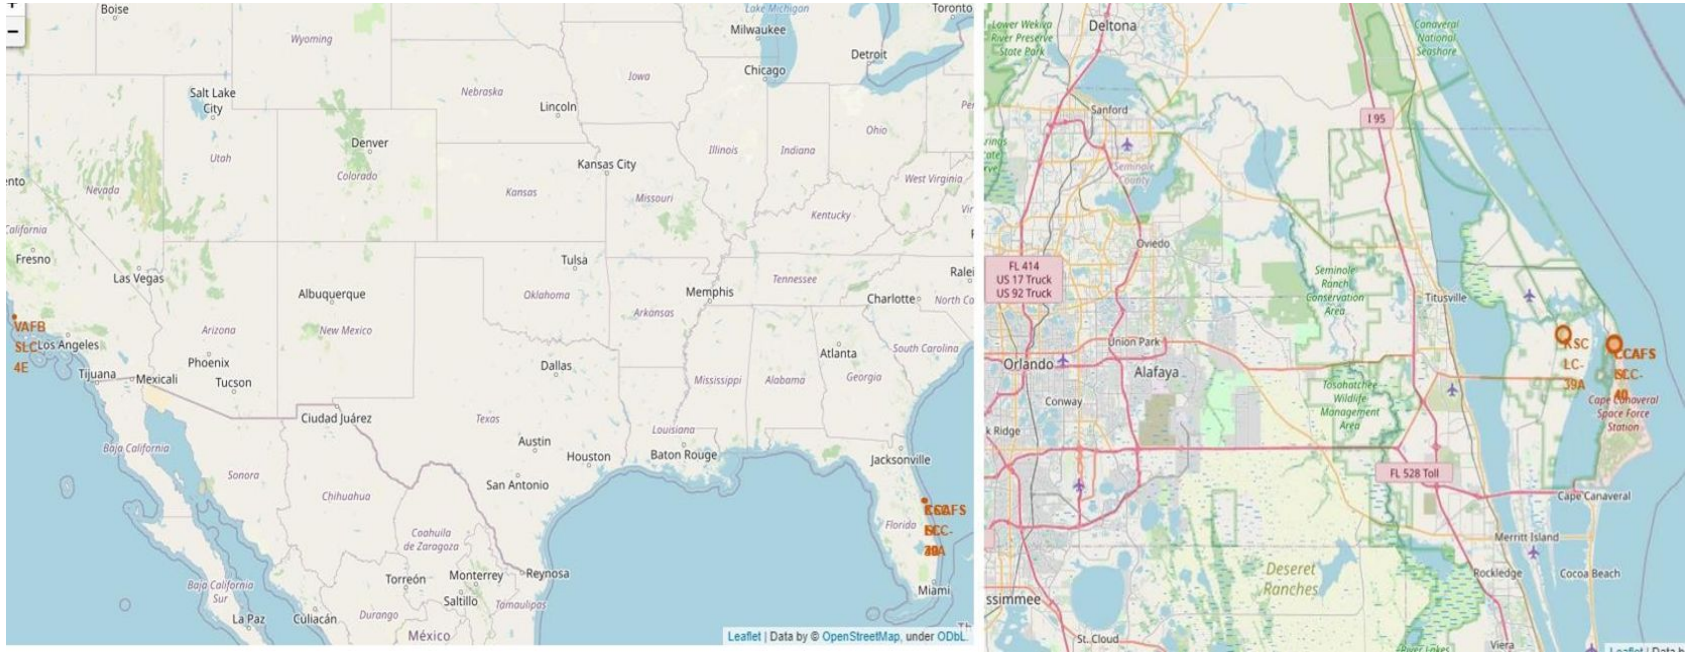 +
−
Boise
Wyoming
Lake Michigan
Milwaukee
Toronto
Detroit
Chicago
Iowa
Salt Lake
City
Nebraska
Lincoln
Ohio
Denver
Utah
Illinois
Indiana
Nevada
Colorado
Kansas City
Kansas
Missouri
West Virginia
Kentucky
California
Fresno
Las Vegas
Tulsa
Albuquerque
Oklahoma
Memphis
Tennessee
Charlotte
Ralei
North Ca
Arkansas
VAFB
SLC-
4E
Los Angeles
Arizona
New Mexico
Phoenix
Tucson
Tijuana
Mexicali
Dallas
Atlanta
South Carolina
Mississippi
Alabama
Georgia
Ciudad Juárez
Texas
Louisiana
Baja California
Austin
Houston
Baton Rouge
Jacksonville
Sonora
San Antonio
Chihuahua
Florida
CCAFS
Coahuila
de Zaragoza
Torreón
Monterrey
Reynosa
Saltillo
Tamaulipas
Miami
Baja California
Sur
La Paz
Culiacán
Durango
México
Leaflet | Data by © OpenStreetMap, under ODbL.
Lower Wekiva
River Preserve
State Park
Deltona
Canaveral
National
Seashore
Sanford
I 95
Seminole
County
Oviedo
FL 414
US 17 Truck
US 92 Truck
Seminole
Ranch
Conservation
Area
Titusville
Union Park
Orlando
Alafaya
KSC
LC-
39A
CCAFS
SLC-
40
Tosohatchee
Wildlife
Management
Area
Conway
Cape Canaveral
Space Force
Station
k Ridge
FL 528 Toll
Cape Canaveral
Merritt Island
Deseret
Ranches
Rockledge
Cocoa Beach
ssimmee
St. Cloud
River Lakes
Viera
Leaflet | Data b